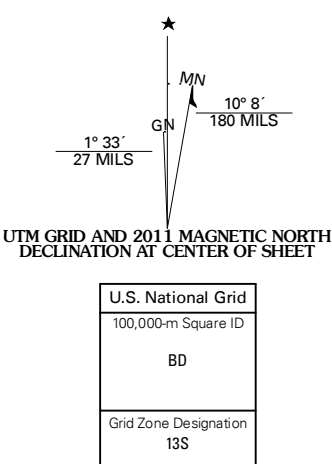 MN
10° 8´
180 MILS
GN
1° 33´
27 MILS
UTM GRID AND 2011 MAGNETIC NORTH
DECLINATION AT CENTER OF SHEET
U.S. National Grid
100,000-m Square ID
BD
Grid Zone Designation
13S